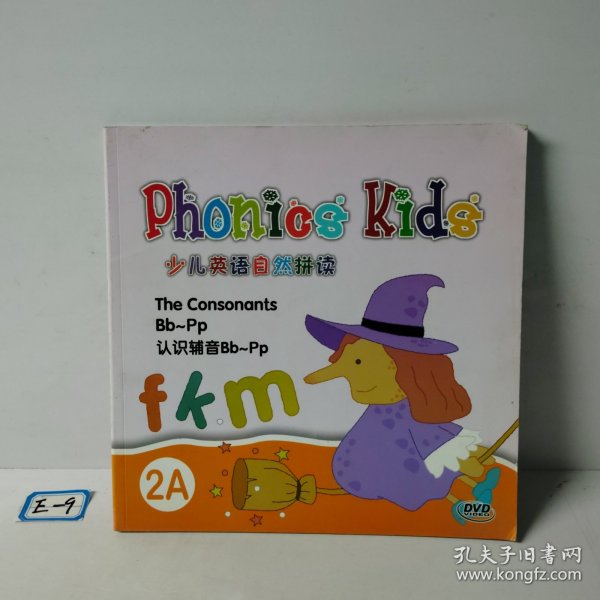 Phonics Kids
少儿英语自然拼读
The Consonants
Bb~Pp
认识辅音Bb~Pp
f k m
2A
E-9
DVD
VIDEO
孔夫子旧书网
www.kongfz.com